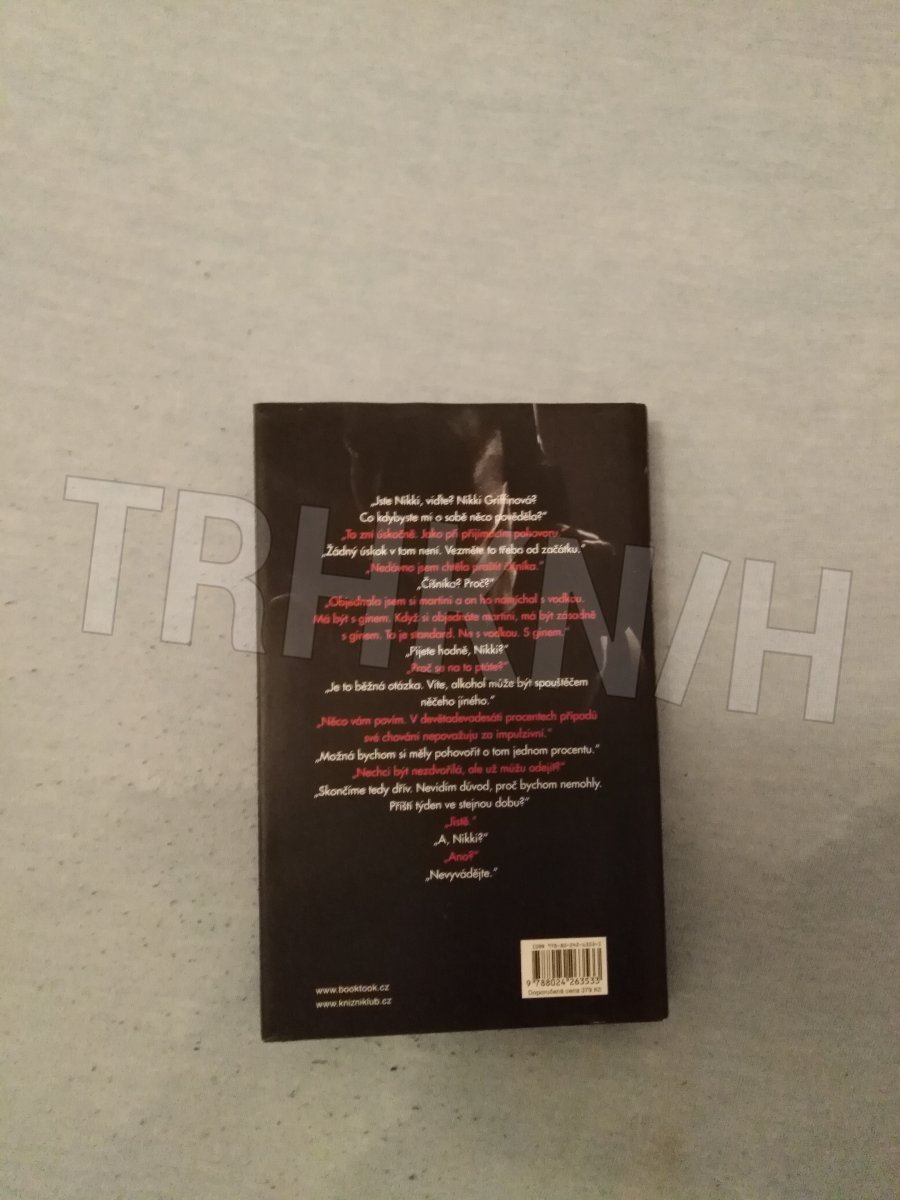 „Jste Nikki, viďte? Nikki Griffinová?
Co kdybyste mi o sobě něco pověděla?“
„To zní úskočně. Jako při přijímacím pohovoru.“
„Žádný úskok v tom není. Vezměte to třeba od začátku.“
„Nedávno jsem chtěla praštit číšníka.“
„Číšníka? Proč?“
„Objednala jsem si martini a on ho namíchal s vodkou.
Má být s ginem. Když si objednáte martini, má být zásadně
s ginem. To je standard. Ne s vodkou. S ginem.“
„Pijete hodně, Nikki?“
„Proč se na to ptáte?“
„Je to běžná otázka. Víte, alkohol může být spouštěčem
něčeho jiného.“
„Něco vám povím. V devětadevadesáti procentech případů
své chování nepovažuju za impulzivní.“
„Možná bychom si měly pohovořit o tom jednom procentu.“
„Nechci být nezdvořilá, ale už můžu odejít?“
„Skončíme tedy dřív. Nevidím důvod, proč bychom nemohly.
Příští týden ve stejnou dobu?“
„Jistě.“
„A, Nikki?“
„Ano?“
„Nevyvádějte.“
www.booktook.cz
www.knizniklub.cz
ISBN 978-80-242-6353-3
9 788024 263533
Doporučená cena 379 Kč